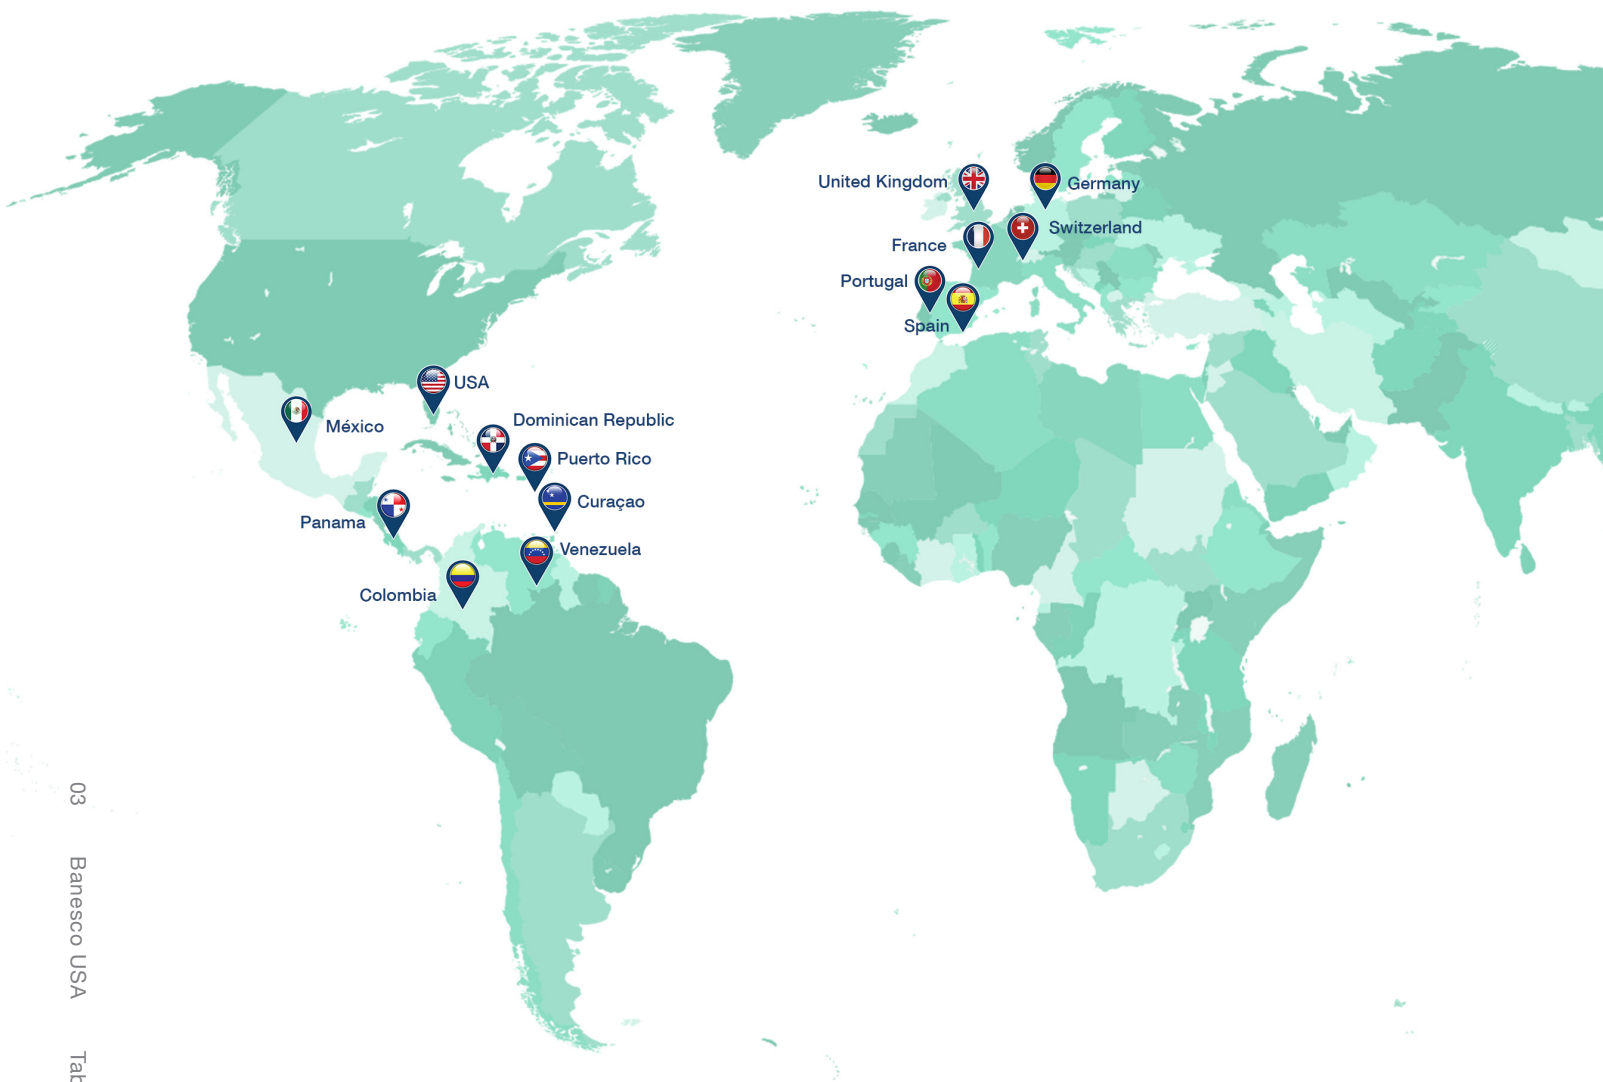 United Kingdom
Germany
Switzerland
France
Portugal
Spain
USA
México
Dominican Republic
Puerto Rico
Curaçao
Panama
Venezuela
Colombia
03 Banesco USA